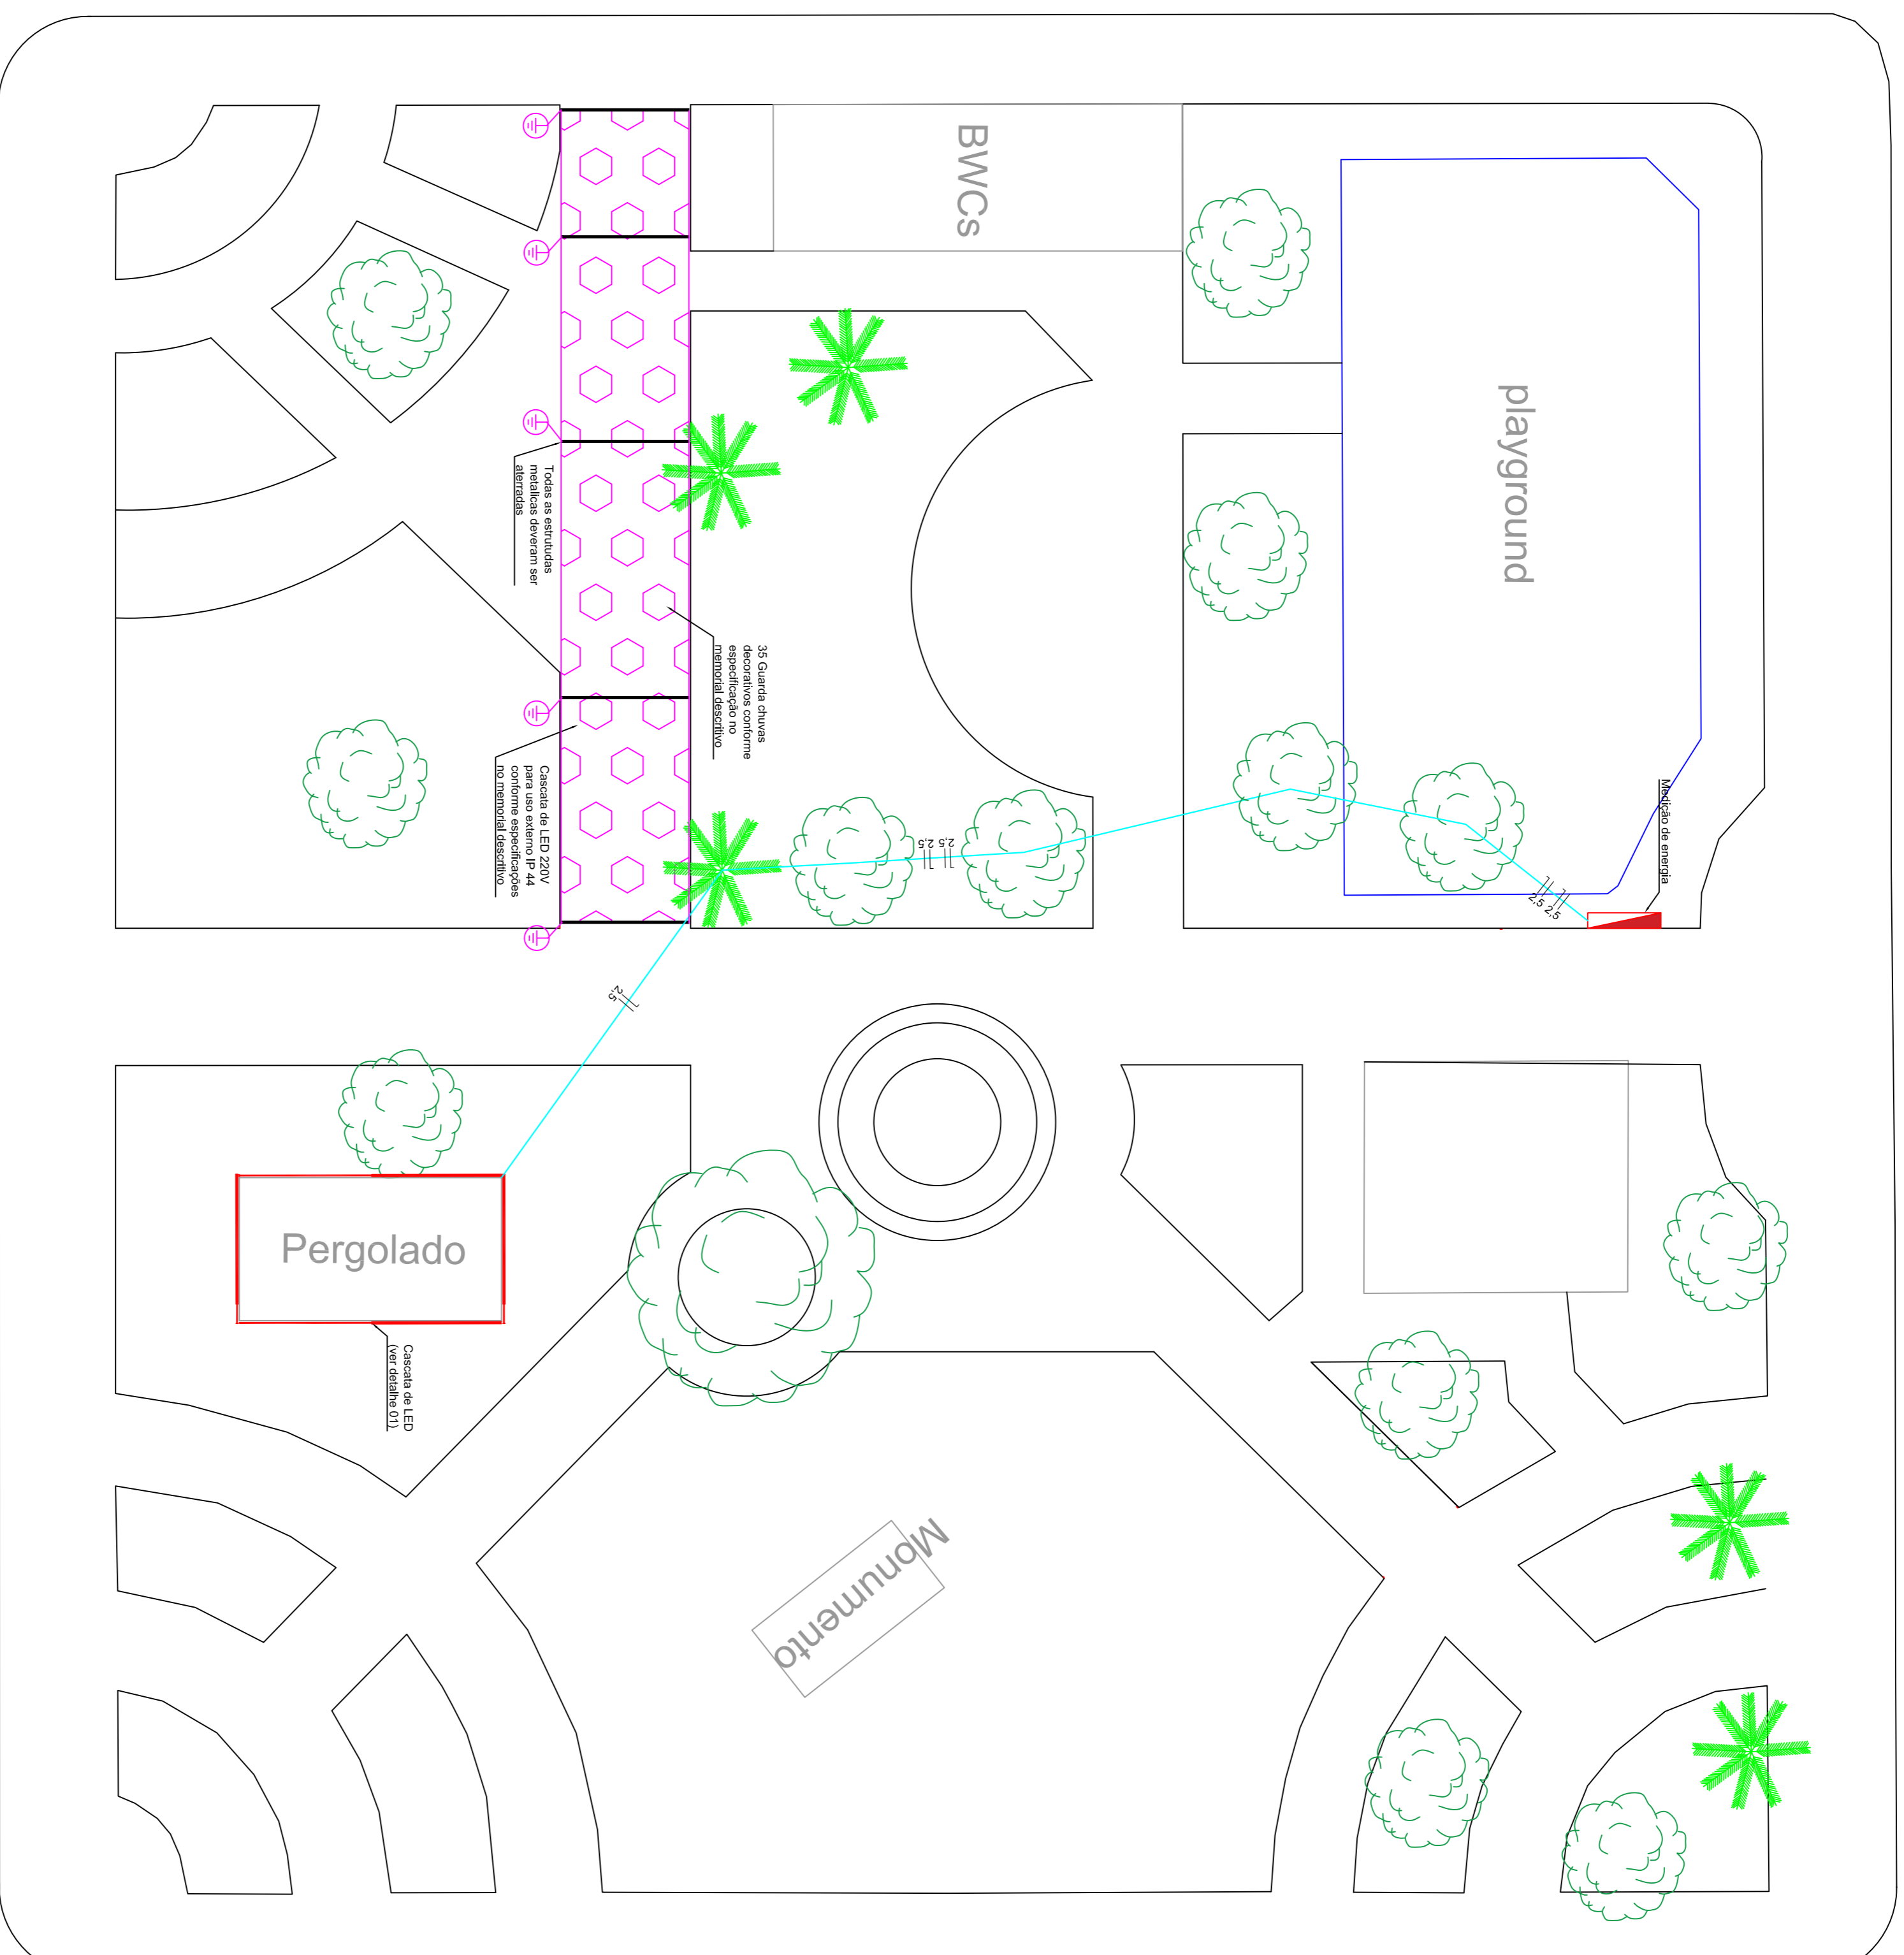 BWCs
playground
Todas as estrutudas
metalicas deveram ser
aterradas
35 Guarda chuvas
decorativos conforme
especificação no
memorial descritivo
Cascata de LED 220V
para uso externo IP 44
conforme especificações
no memorial descritivo
Medição de energia
2,5 2,5
2,5 2,5
2,5
Pergolado
Cascata de LED
(ver detalhe 01)
Monumento